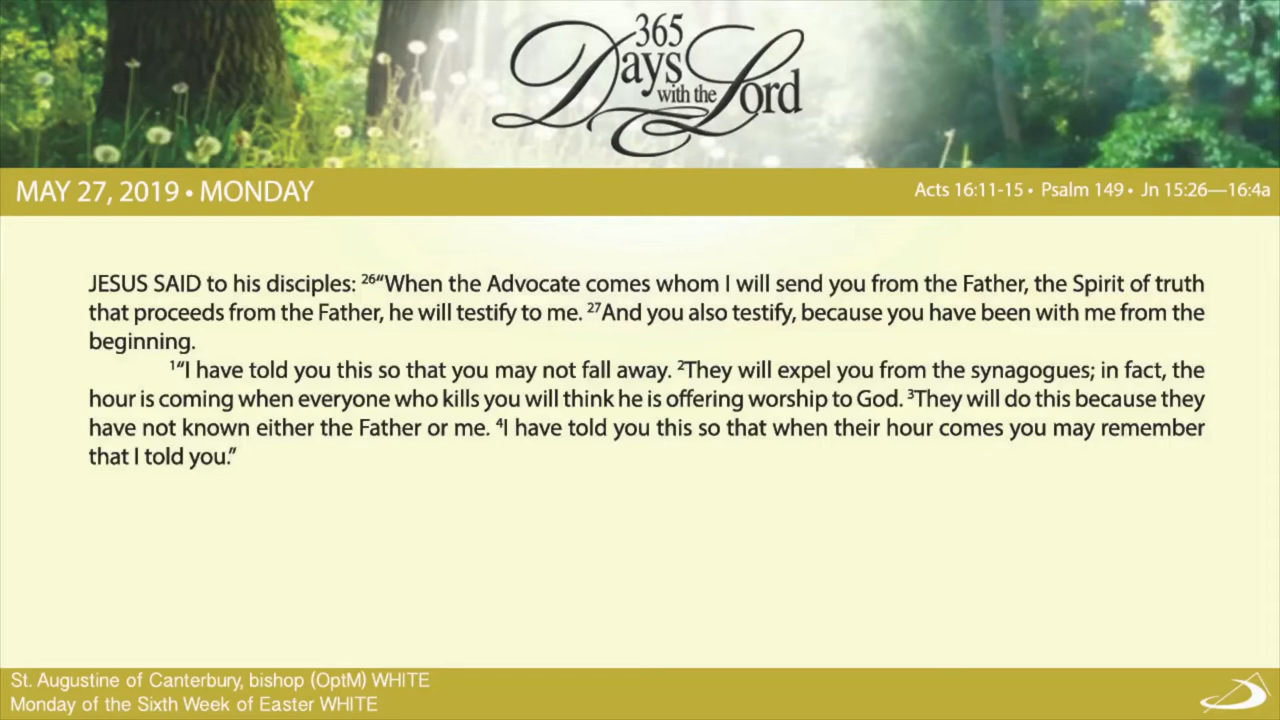 365
Days
with the Lord
MAY 27, 2019 • MONDAY
Acts 16:11-15 • Psalm 149 • Jn 15:26—16:4a
JESUS SAID to his disciples: ²⁶“When the Advocate comes whom I will send you from the Father, the Spirit of truth
that proceeds from the Father, he will testify to me. ²⁷And you also testify, because you have been with me from the
beginning.
¹“I have told you this so that you may not fall away. ²They will expel you from the synagogues; in fact, the
hour is coming when everyone who kills you will think he is offering worship to God. ³They will do this because they
have not known either the Father or me. ⁴I have told you this so that when their hour comes you may remember
that I told you.”
St. Augustine of Canterbury, bishop (OptM) WHITE
Monday of the Sixth Week of Easter WHITE